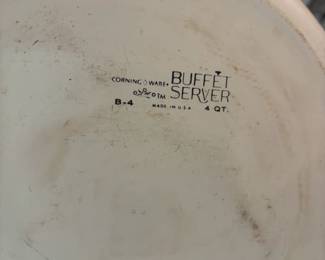 CORNING WARE BUFFET
SERVER
B-4 MADE IN U.S.A. 4 QT.